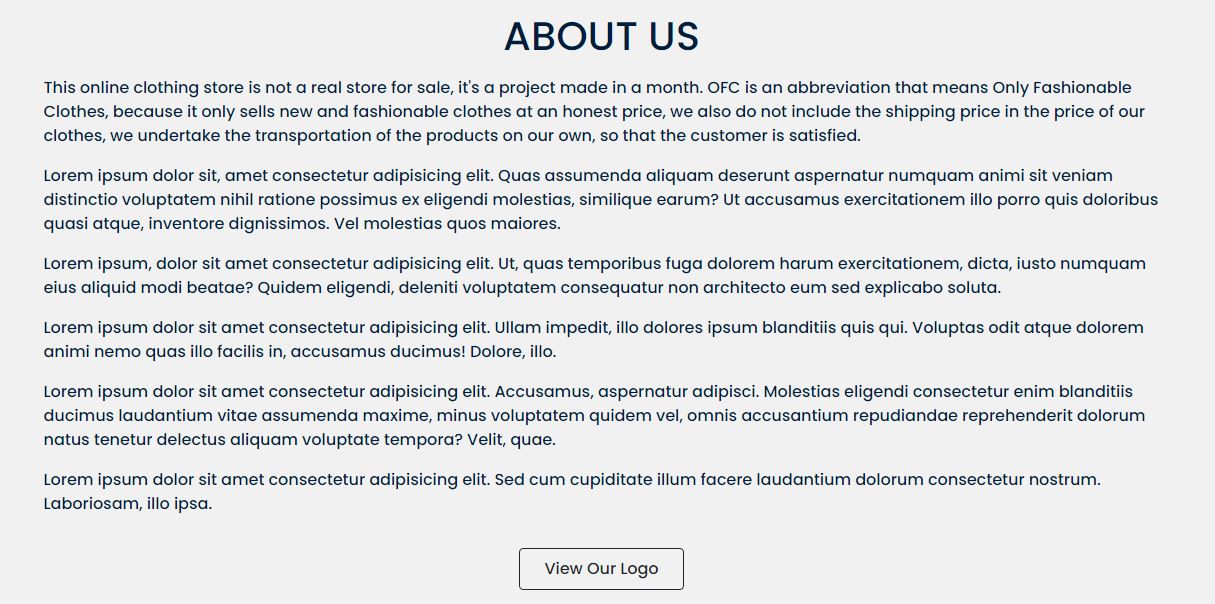 ABOUT US
This online clothing store is not a real store for sale, it's a project made in a month. OFC is an abbreviation that means Only Fashionable
Clothes, because it only sells new and fashionable clothes at an honest price, we also do not include the shipping price in the price of our
clothes, we undertake the transportation of the products on our own, so that the customer is satisfied.
Lorem ipsum dolor sit, amet consectetur adipisicing elit. Quas assumenda aliquam deserunt aspernatur numquam animi sit veniam
distinctio voluptatem nihil ratione possimus ex eligendi molestias, similique earum? Ut accusamus exercitationem illo porro quis doloribus
quasi atque, inventore dignissimos. Vel molestias quos maiores.
Lorem ipsum, dolor sit amet consectetur adipisicing elit. Ut, quas temporibus fuga dolorem harum exercitationem, dicta, iusto numquam
eius aliquid modi beatae? Quidem eligendi, deleniti voluptatem consequatur non architecto eum sed explicabo soluta.
Lorem ipsum dolor sit amet consectetur adipisicing elit. Ullam impedit, illo dolores ipsum blanditiis quis qui. Voluptas odit atque dolorem
animi nemo quas illo facilis in, accusamus ducimus! Dolore, illo.
Lorem ipsum dolor sit amet consectetur adipisicing elit. Accusamus, aspernatur adipisci. Molestias eligendi consectetur enim blanditiis
ducimus laudantium vitae assumenda maxime, minus voluptatem quidem vel, omnis accusantium repudiandae reprehenderit dolorum
natus tenetur delectus aliquam voluptate tempora? Velit, quae.
Lorem ipsum dolor sit amet consectetur adipisicing elit. Sed cum cupiditate illum facere laudantium dolorum consectetur nostrum.
Laboriosam, illo ipsa.
View Our Logo